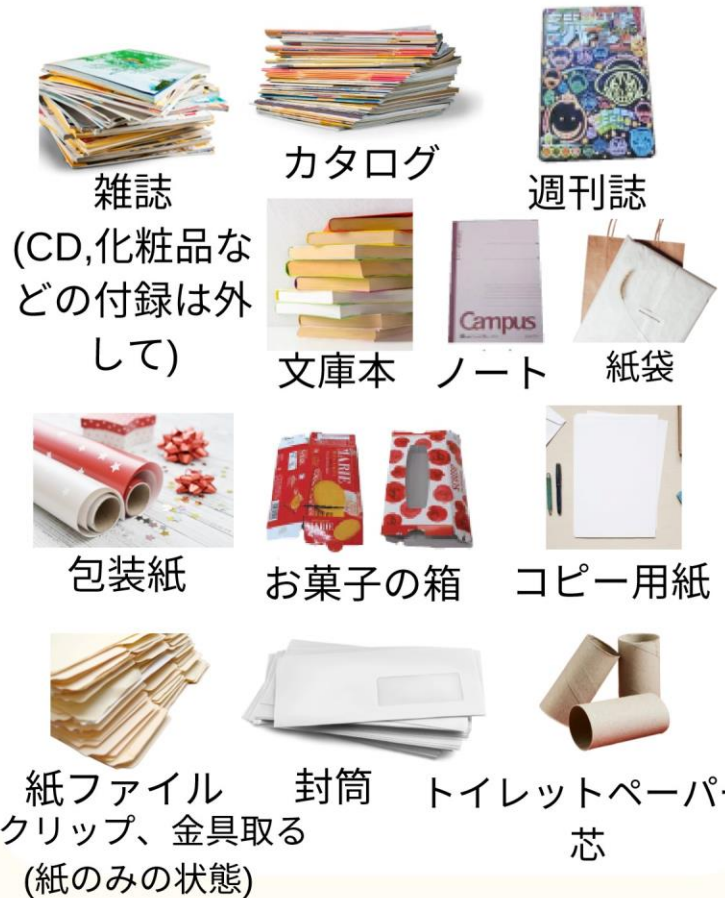 雑誌
(CD,化粧品な
どの付録は外
して)
カタログ
週刊誌
文庫本
Campus
ノート
紙袋
包装紙
MARIE
お菓子の箱
コピー用紙
紙ファイル
クリップ、金具取る
(紙のみの状態)
封筒
トイレットペーパー
芯